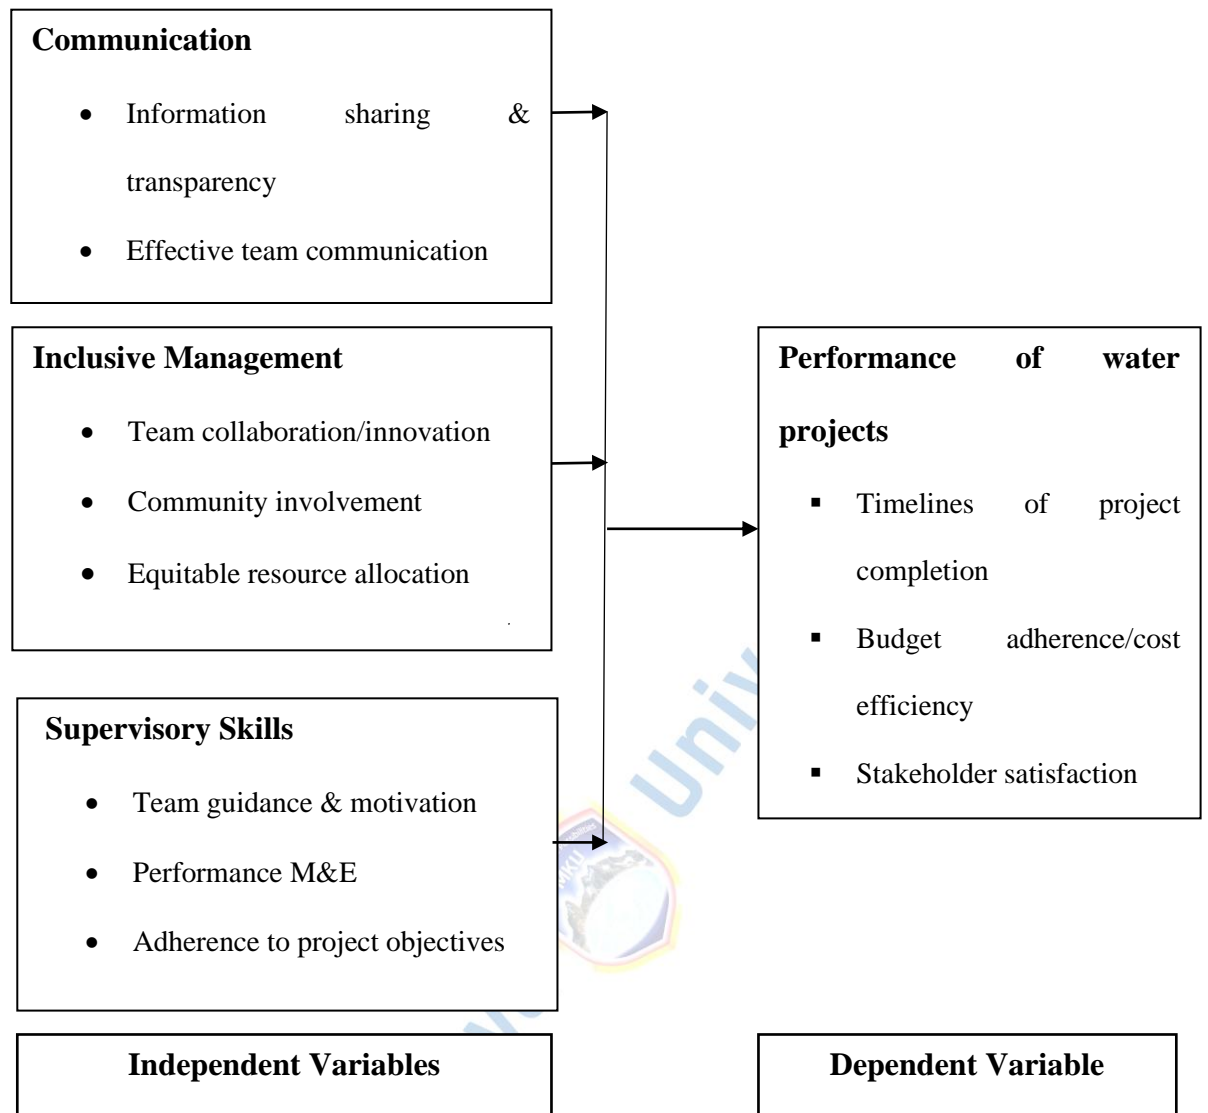 Communication
• Information sharing &
transparency
• Effective team communication
Inclusive Management
• Team collaboration/innovation
• Community involvement
• Equitable resource allocation
Supervisory Skills
• Team guidance & motivation
• Performance M&E
• Adherence to project objectives
Independent Variables
Performance of water
projects
▪ Timelines of project
completion
▪ Budget adherence/cost
efficiency
▪ Stakeholder satisfaction
Dependent Variable
MKU